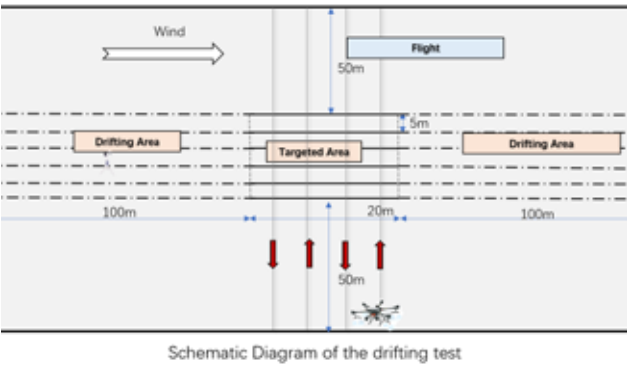 Wind
Flight
50m
5m
Drifting Area
Targeted Area
Drifting Area
100m
20m
100m
50m
Schematic Diagram of the drifting test